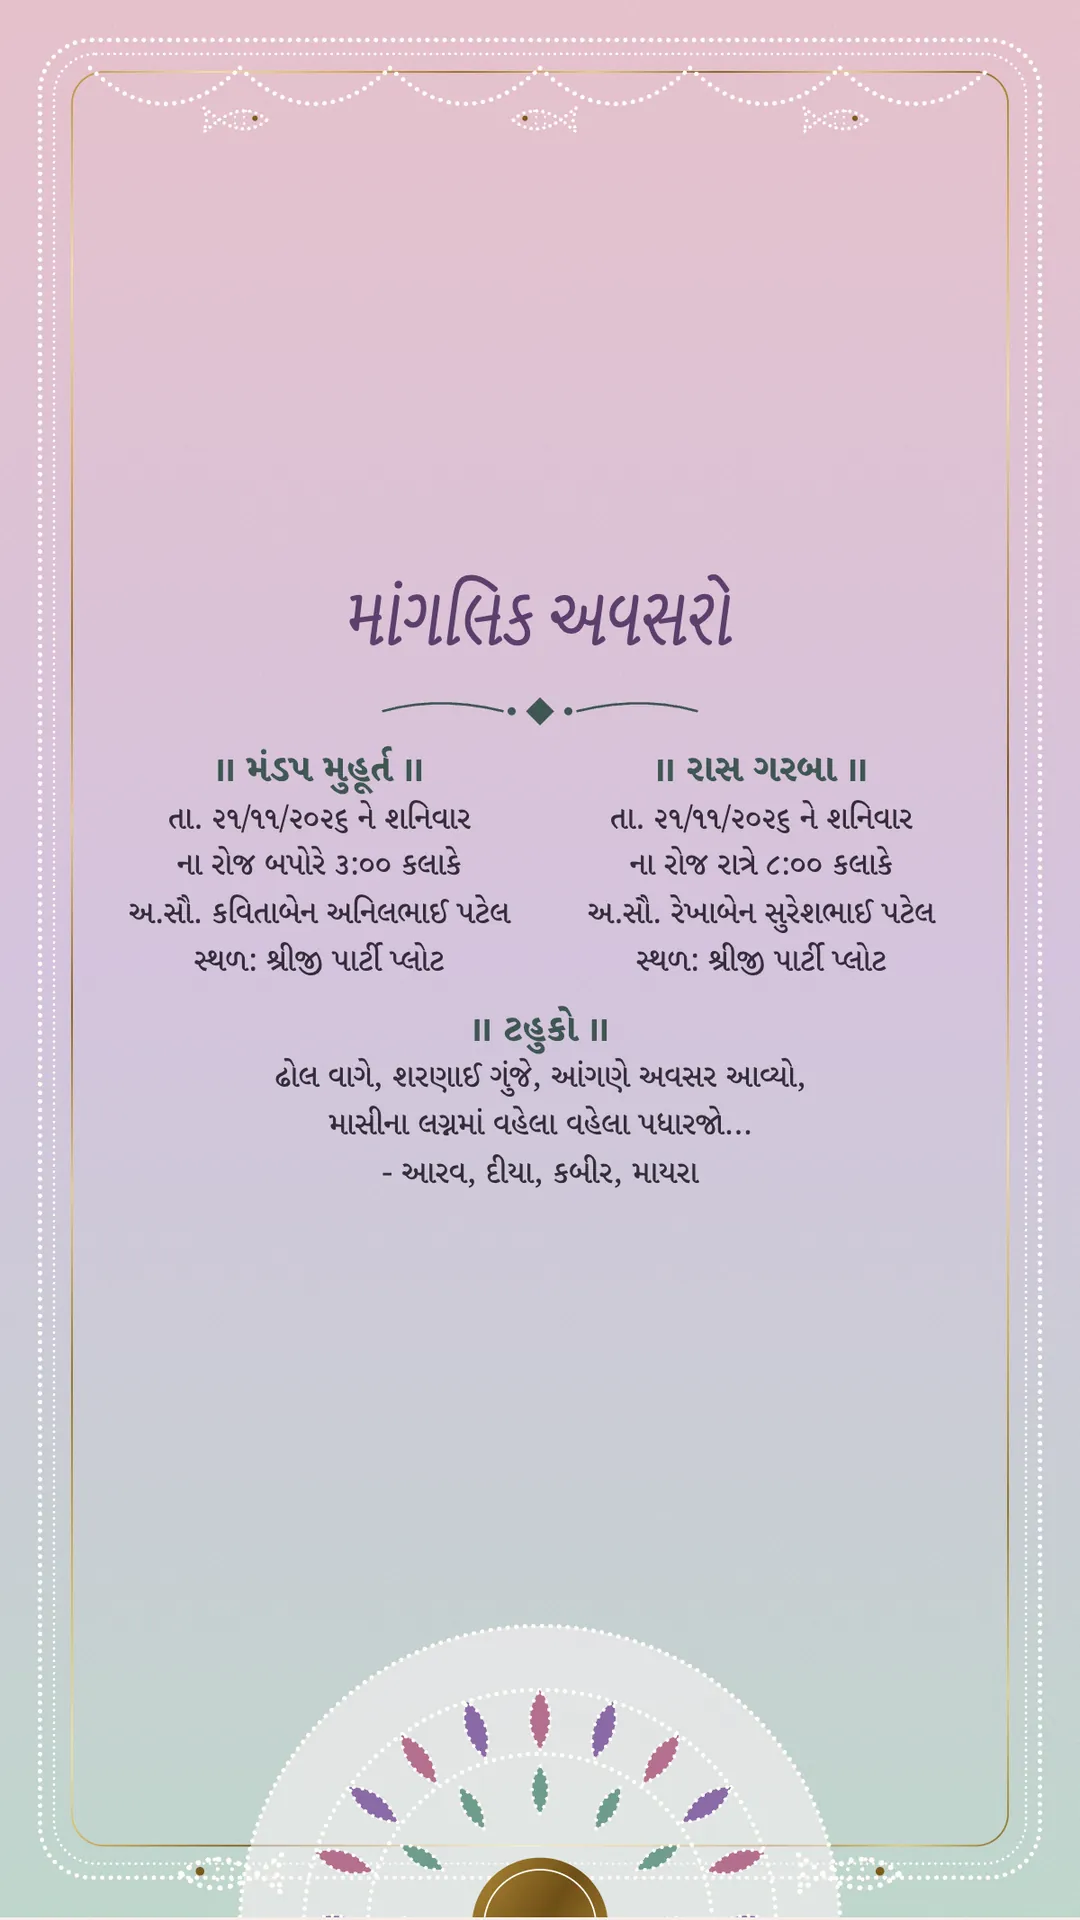 માંગલિક અવસરો
॥ મંડપ મુહૂર્ત ॥
તા. ૨૧/૧૧/૨૦૨૬ ને શનિવાર
ના રોજ બપોરે ૩:૦૦ કલાકે
અ.સૌ. કવિતાબેન અનિલભાઈ પટેલ
સ્થળ: શ્રીજી પાર્ટી પ્લોટ
॥ રાસ ગરબા ॥
તા. ૨૧/૧૧/૨૦૨૬ ને શનિવાર
ના રોજ રાત્રે ૮:૦૦ કલાકે
અ.સૌ. રેખાબેન સુરેશભાઈ પટેલ
સ્થળ: શ્રીજી પાર્ટી પ્લોટ
॥ ટહુકો ॥
ઢોલ વાગે, શરણાઈ ગુંજે, આંગણે અવસર આવ્યો,
માસીના લગ્નમાં વહેલા વહેલા પધારજો...
- આરવ, દીયા, કબીર, માયરા